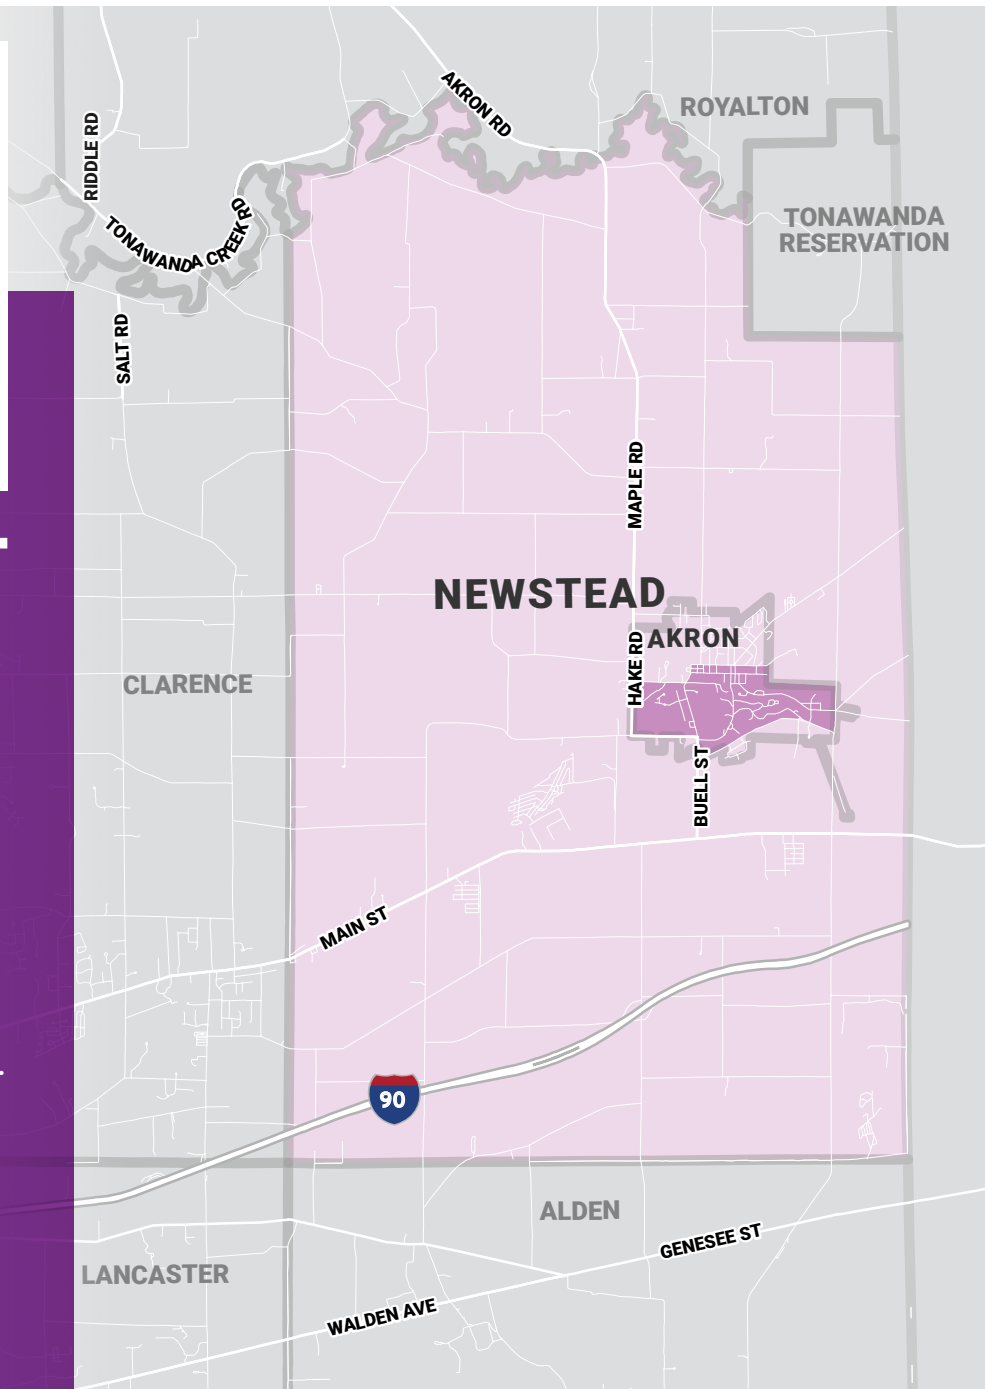 AKRON RD
ROYALTON
RIDDLE RD
TONAWANDA CREEK RD
TONAWANDA
RESERVATION
SALT RD
MAPLE RD
NEWSTEAD
AKRON
HAKE RD
CLARENCE
BUELL ST
MAIN ST
90
ALDEN
GENESEE ST
LANCASTER
WALDEN AVE